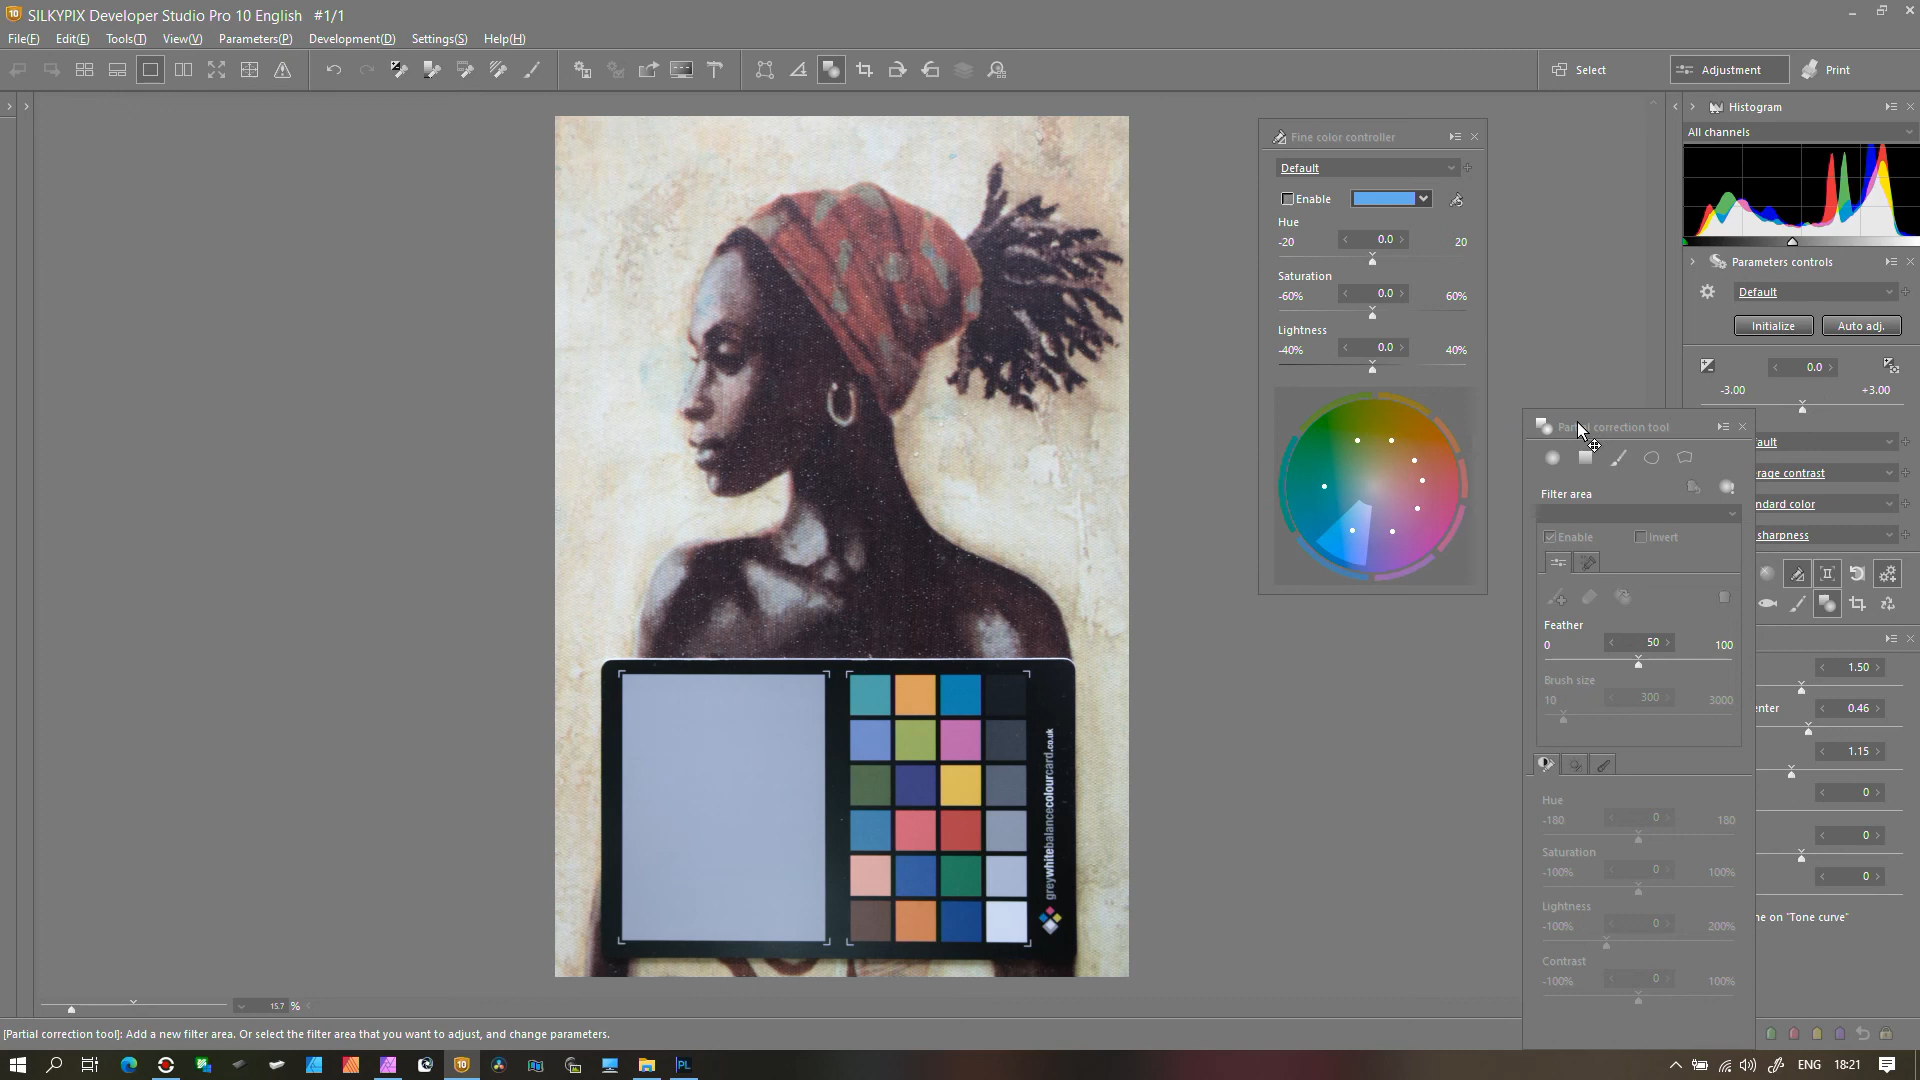 SILKYPIX Developer Studio Pro 10 English   #1/1
File(F) Edit(E) Tools(T) View(V) Parameters(P) Development(D) Settings(S) Help(H)
Select Adjustment Print
Histogram
All channels
Parameters controls
Default
Initialize Auto adj.
0.0
-3.00 +3.00
ault
rage contrast
ndard color
sharpness
1.50
enter 0.46
1.15
0
0
0
ne on "Tone curve"
Fine color controller
Default
Enable
Hue
-20 0.0 20
Saturation
-60% 0.0 60%
Lightness
-40% 0.0 40%
Partial correction tool
Filter area
Enable Invert
Feather
0 50 100
Brush size
10 300 3000
Hue
-180 0 180
Saturation
-100% 0 100%
Lightness
-100% 0 200%
Contrast
-100% 0 100%
greywhitebalancecolourcard.co.uk
15.7 %
[Partial correction tool]: Add a new filter area. Or select the filter area that you want to adjust, and change parameters.
10 PL ENG 18:21